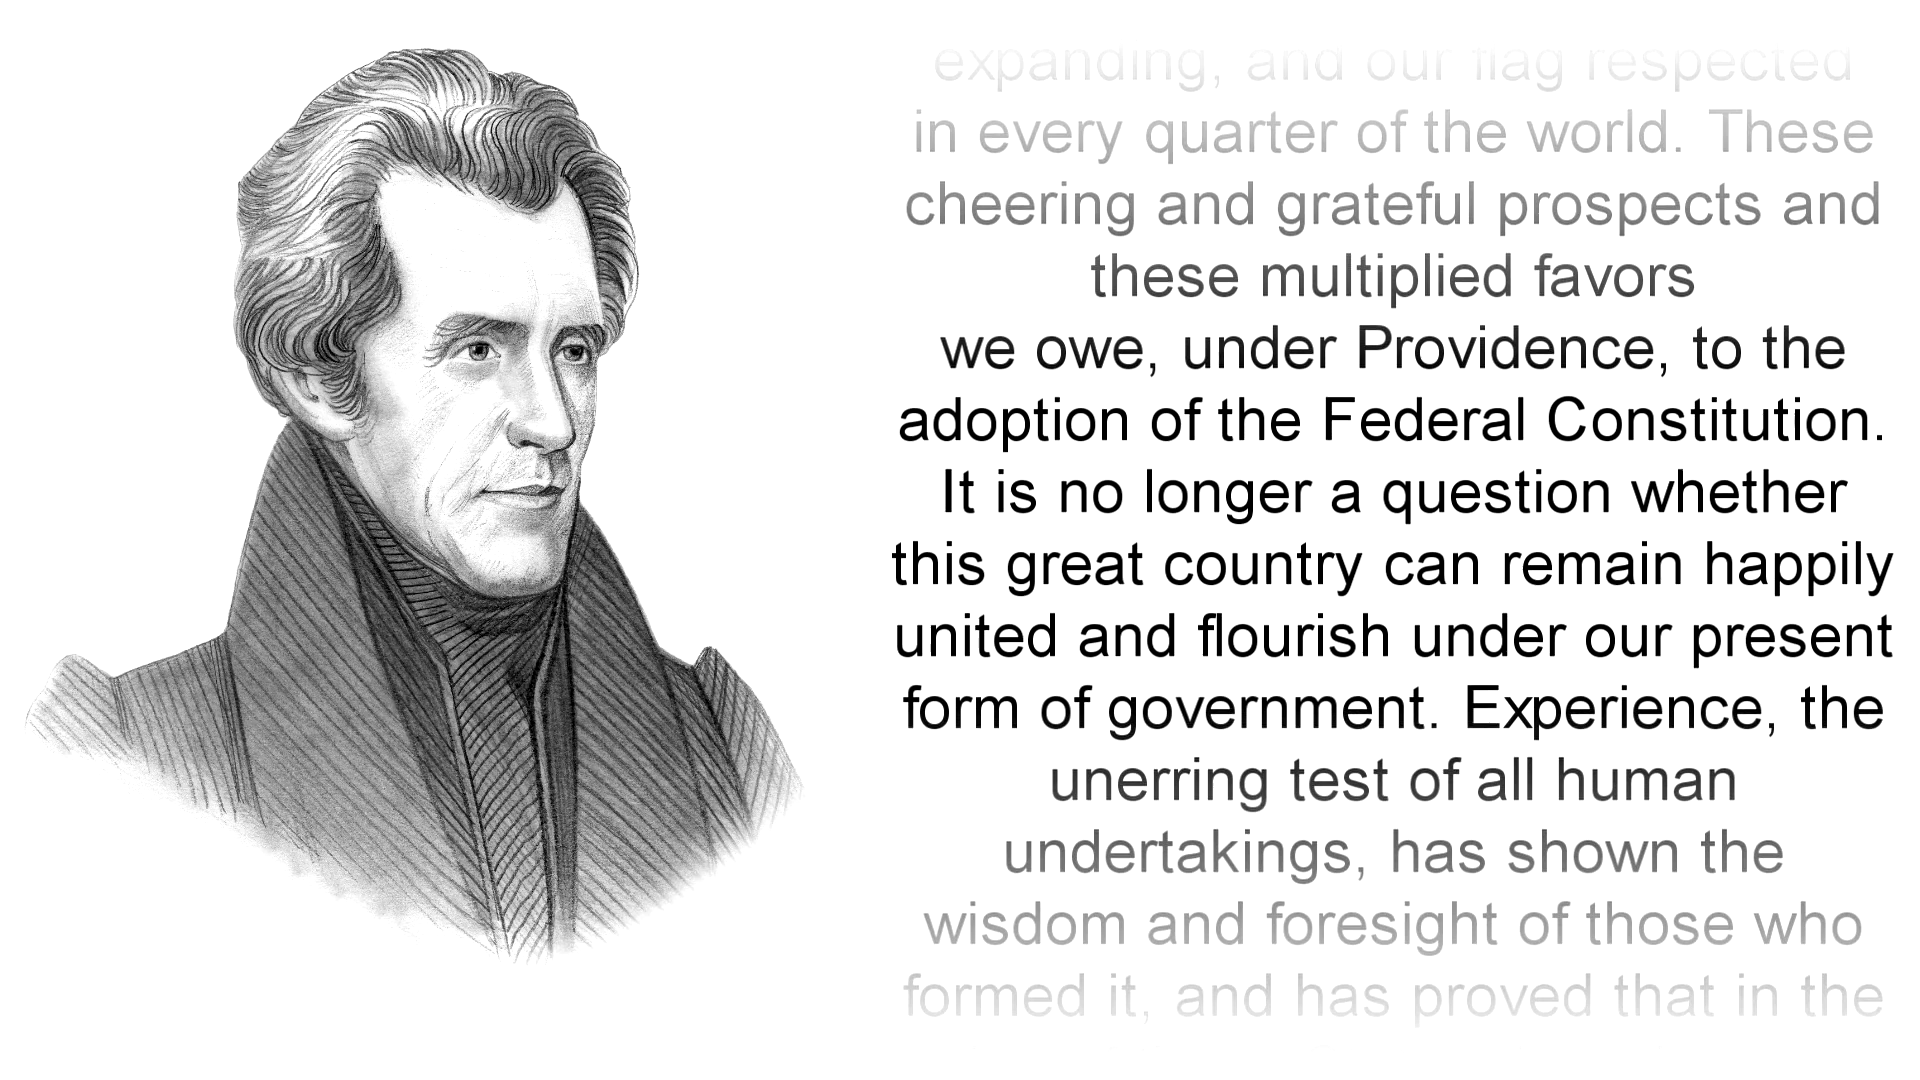 expanding, and our flag respected
in every quarter of the world. These
cheering and grateful prospects and
these multiplied favors
we owe, under Providence, to the
adoption of the Federal Constitution.
It is no longer a question whether
this great country can remain happily
united and flourish under our present
form of government. Experience, the
unerring test of all human
undertakings, has shown the
wisdom and foresight of those who
formed it, and has proved that in the